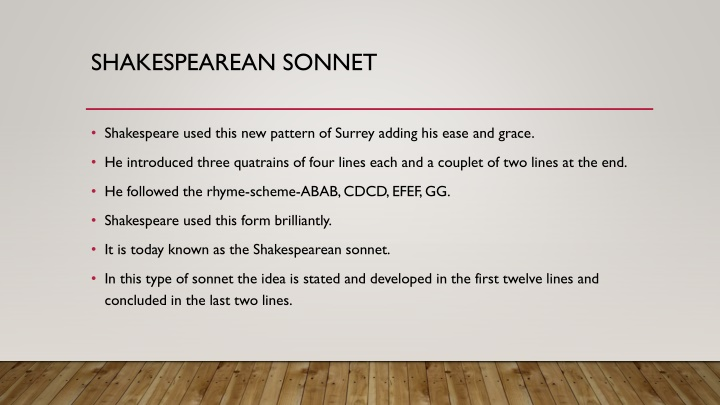 SHAKESPEAREAN SONNET
• Shakespeare used this new pattern of Surrey adding his ease and grace.
• He introduced three quatrains of four lines each and a couplet of two lines at the end.
• He followed the rhyme-scheme-ABAB, CDCD, EFEF, GG.
• Shakespeare used this form brilliantly.
• It is today known as the Shakespearean sonnet.
• In this type of sonnet the idea is stated and developed in the first twelve lines and
concluded in the last two lines.